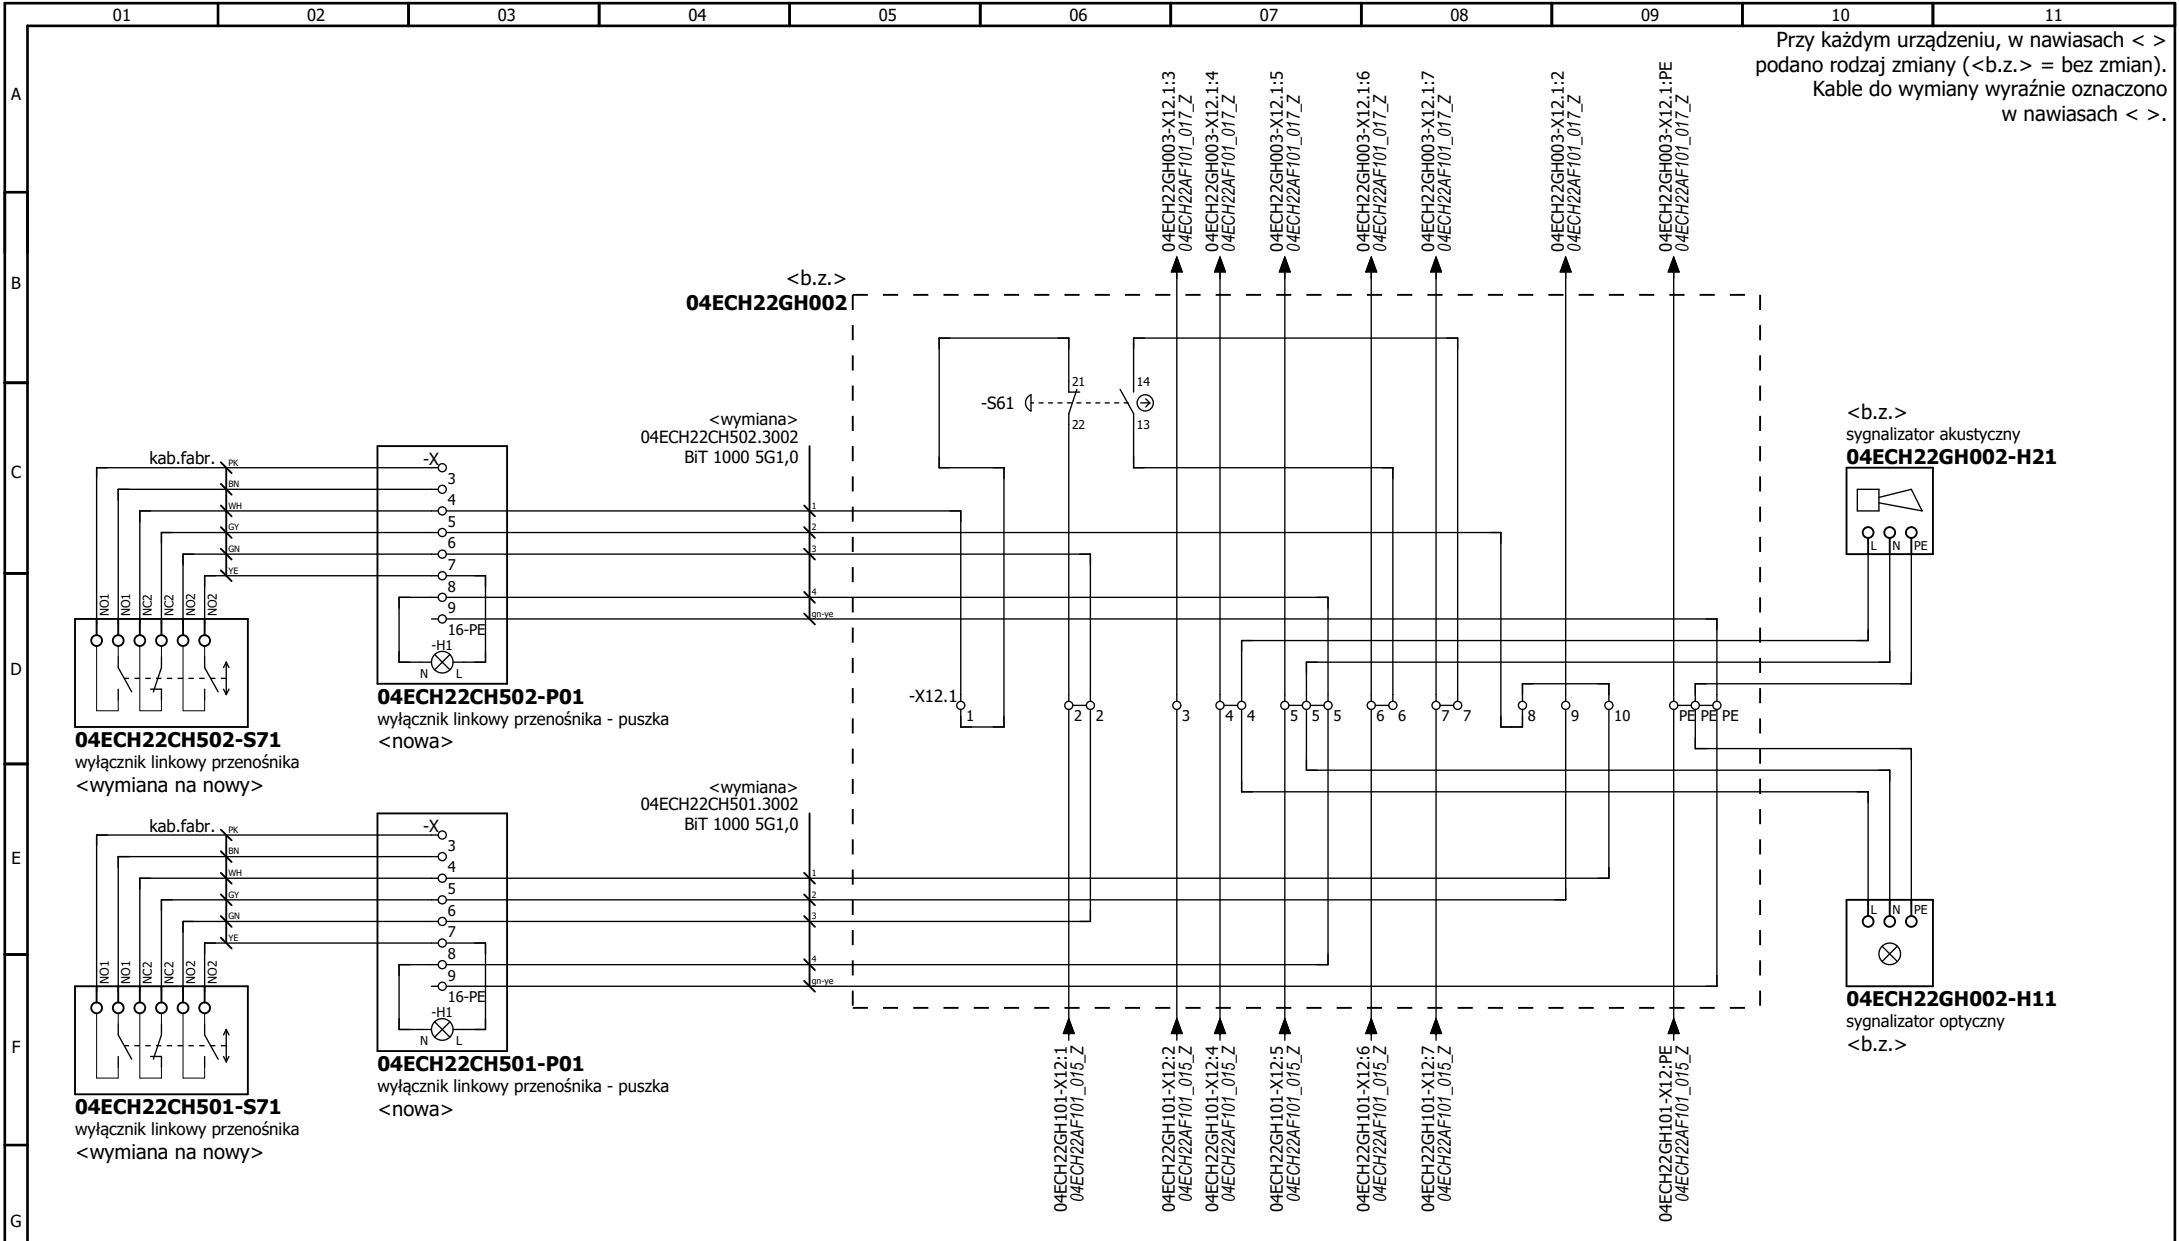 01 02 03 04 05 06 07 08 09 10 11
A
B
C
D
E
F
G
Przy każdym urządzeniu, w nawiasach < >
podano rodzaj zmiany (<b.z.> = bez zmian).
Kable do wymiany wyraźnie oznaczono
w nawiasach < >.
04ECH22GH003-X12.1:3
04ECH22AF101_017_Z
04ECH22GH003-X12.1:4
04ECH22AF101_017_Z
04ECH22GH003-X12.1:5
04ECH22AF101_017_Z
04ECH22GH003-X12.1:6
04ECH22AF101_017_Z
04ECH22GH003-X12.1:7
04ECH22AF101_017_Z
04ECH22GH003-X12.1:2
04ECH22AF101_017_Z
04ECH22GH003-X12.1:PE
04ECH22AF101_017_Z
<b.z.>
04ECH22GH002
-S61
21
22
14
13
<wymiana>
04ECH22CH502.3002
BiT 1000 5G1,0
1
2
3
4
gn-ye
kab.fabr.
PK
BN
WH
GY
GN
YE
-X
3
4
5
6
7
8
9
16-PE
-H1
N L
04ECH22CH502-P01
wyłącznik linkowy przenośnika - puszka
<nowa>
NO1 NO1 NC2 NC2 NO2 NO2
04ECH22CH502-S71
wyłącznik linkowy przenośnika
<wymiana na nowy>
<b.z.>
sygnalizator akustyczny
04ECH22GH002-H21
L N PE
-X12.1
1 2 2 3 4 4 5 5 5 6 6 7 7 8 9 10 PE PE PE
<wymiana>
04ECH22CH501.3002
BiT 1000 5G1,0
1
2
3
4
gn-ye
kab.fabr.
PK
BN
WH
GY
GN
YE
-X
3
4
5
6
7
8
9
16-PE
-H1
N L
04ECH22CH501-P01
wyłącznik linkowy przenośnika - puszka
<nowa>
NO1 NO1 NC2 NC2 NO2 NO2
04ECH22CH501-S71
wyłącznik linkowy przenośnika
<wymiana na nowy>
L N PE
04ECH22GH002-H11
sygnalizator optyczny
<b.z.>
04ECH22GH101-X12:1
04ECH22AF101_015_Z
04ECH22GH101-X12:2
04ECH22AF101_015_Z
04ECH22GH101-X12:4
04ECH22AF101_015_Z
04ECH22GH101-X12:5
04ECH22AF101_015_Z
04ECH22GH101-X12:6
04ECH22AF101_015_Z
04ECH22GH101-X12:7
04ECH22AF101_015_Z
04ECH22GH101-X12:PE
04ECH22AF101_015_Z